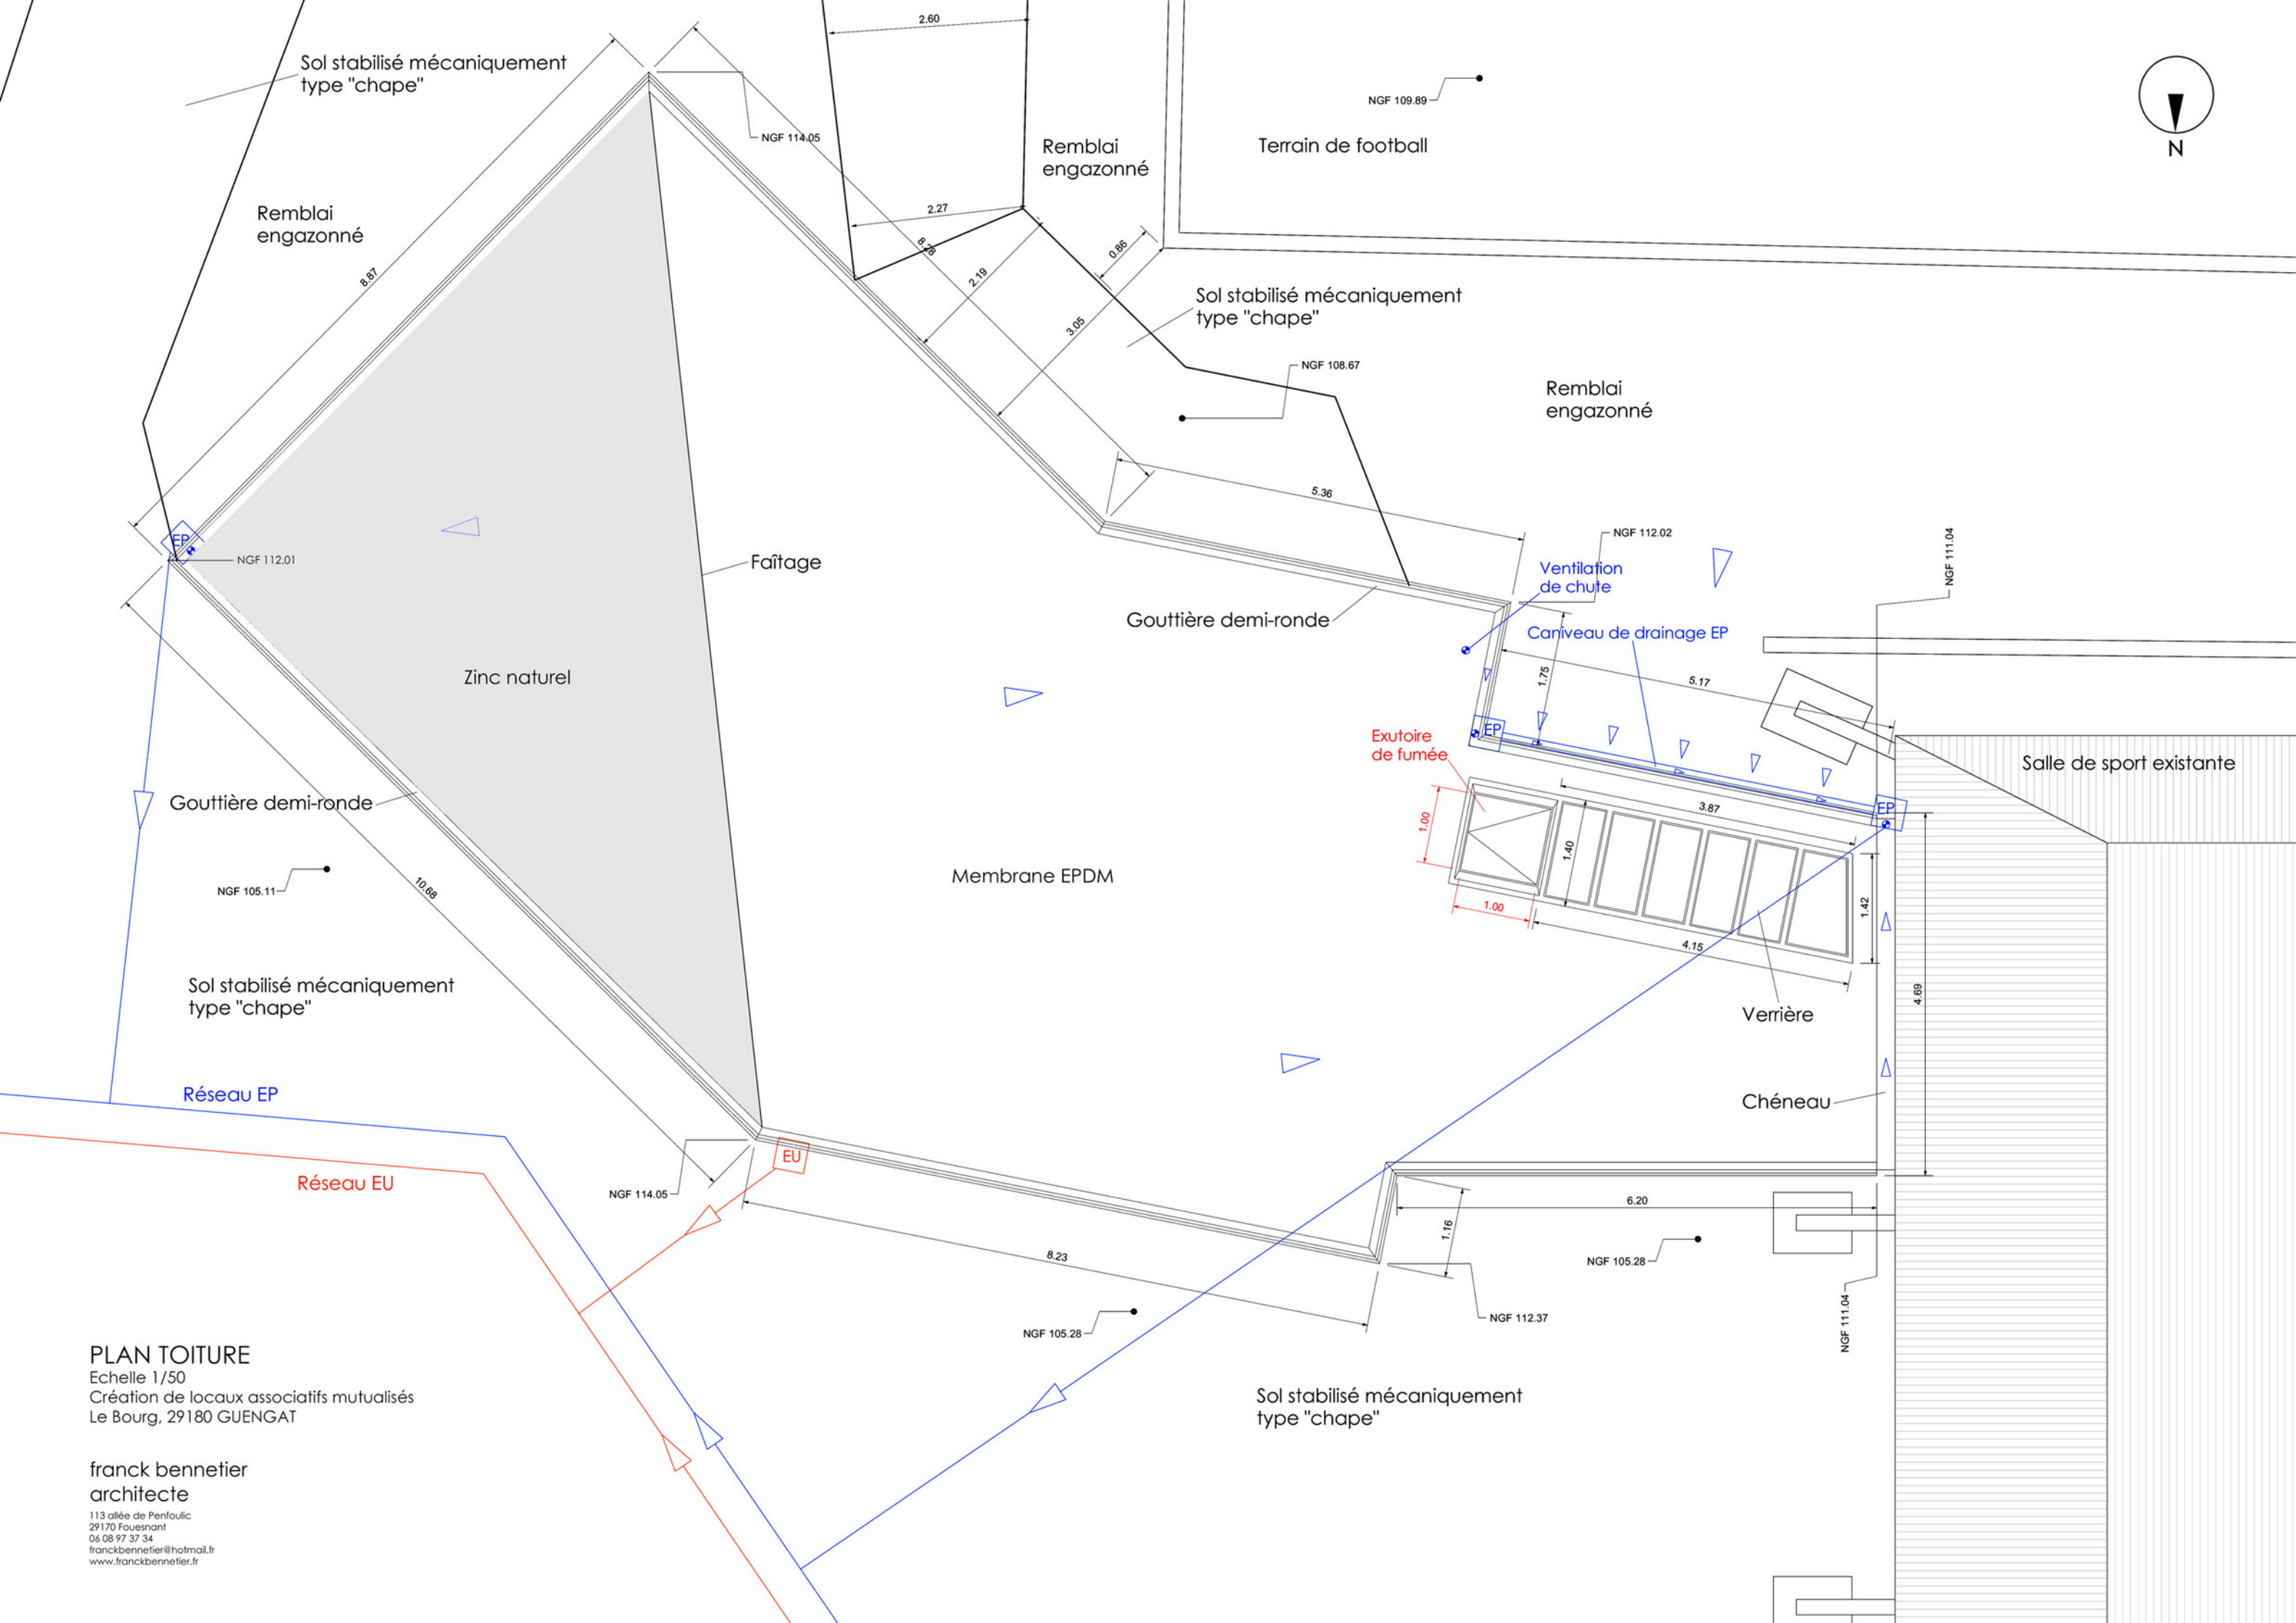 2.60
Sol stabilisé mécaniquement
type "chape"
NGF 109.89
NGF 114.05
Terrain de football
N
Remblai
engazonné
Remblai
engazonné
2.27
8.28
0.86
8.87
2.19
Sol stabilisé mécaniquement
type "chape"
3.05
NGF 108.67
Remblai
engazonné
5.36
NGF 112.02
NGF 111.04
EP
NGF 112.01
Faîtage
Ventilation
de chute
Gouttière demi-ronde
Caniveau de drainage EP
1.75
5.17
Zinc naturel
EP
Exutoire
de fumée
Salle de sport existante
Gouttière demi-ronde
3.87
EP
1.00
1.40
Membrane EPDM
NGF 105.11
10.68
1.00
1.42
4.15
4.69
Sol stabilisé mécaniquement
type "chape"
Verrière
Réseau EP
Chéneau
EU
Réseau EU
NGF 114.05
6.20
1.16
8.23
NGF 105.28
NGF 112.37
NGF 105.28
NGF 111.04
Sol stabilisé mécaniquement
type "chape"
PLAN TOITURE
Echelle 1/50
Création de locaux associatifs mutualisés
Le Bourg, 29180 GUENGAT
franck bennetier
architecte
113 allée de Penfoulic
29170 Fouesnant
06 08 97 37 34
franckbennetier@hotmail.fr
www.franckbennetier.fr